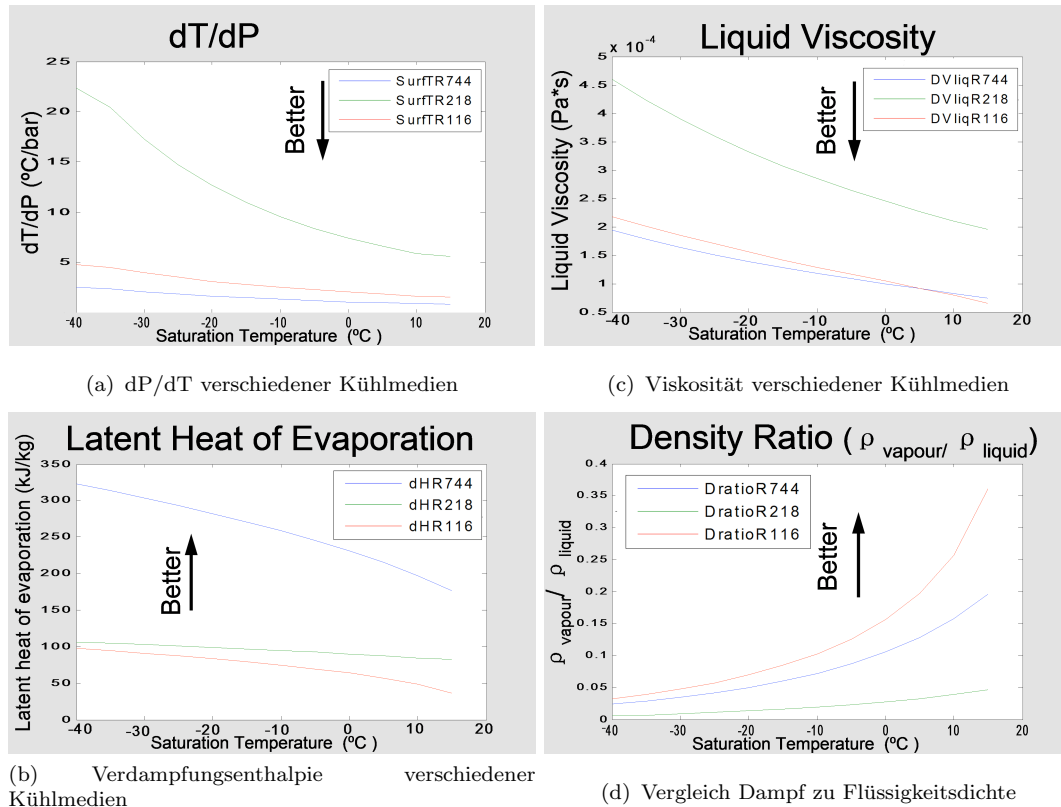 dT/dP
25
20
15
10
5
dT/dP (ºC/bar)
SurfTR744
SurfTR218
SurfTR116
Better
-40 -30 -20 -10 0 10 20
Saturation Temperature (ºC )
(a) dP/dT verschiedener Kühlmedien
Liquid Viscosity
x 10⁻⁴
5
4.5
4
3.5
3
2.5
2
1.5
1
0.5
Liquid Viscosity (Pa*s)
DVliqR744
DVliqR218
DVliqR116
Better
-40 -30 -20 -10 0 10 20
Saturation Temperature (ºC )
(c) Viskosität verschiedener Kühlmedien
Latent Heat of Evaporation
350
300
250
200
150
100
50
0
Latent heat of evaporation (kJ/kg)
dHR744
dHR218
dHR116
Better
-40 -30 -20 -10 0 10 20
Saturation Temperature (ºC )
(b) Verdampfungsenthalpie verschiedener
Kühlmedien
Density Ratio ( ρ vapour/ ρ liquid)
0.4
0.35
0.3
0.25
0.2
0.15
0.1
0.05
0
ρ vapour/ ρ liquid
DratioR744
DratioR218
DratioR116
Better
-40 -30 -20 -10 0 10 20
Saturation Temperature (ºC )
(d) Vergleich Dampf zu Flüssigkeitsdichte